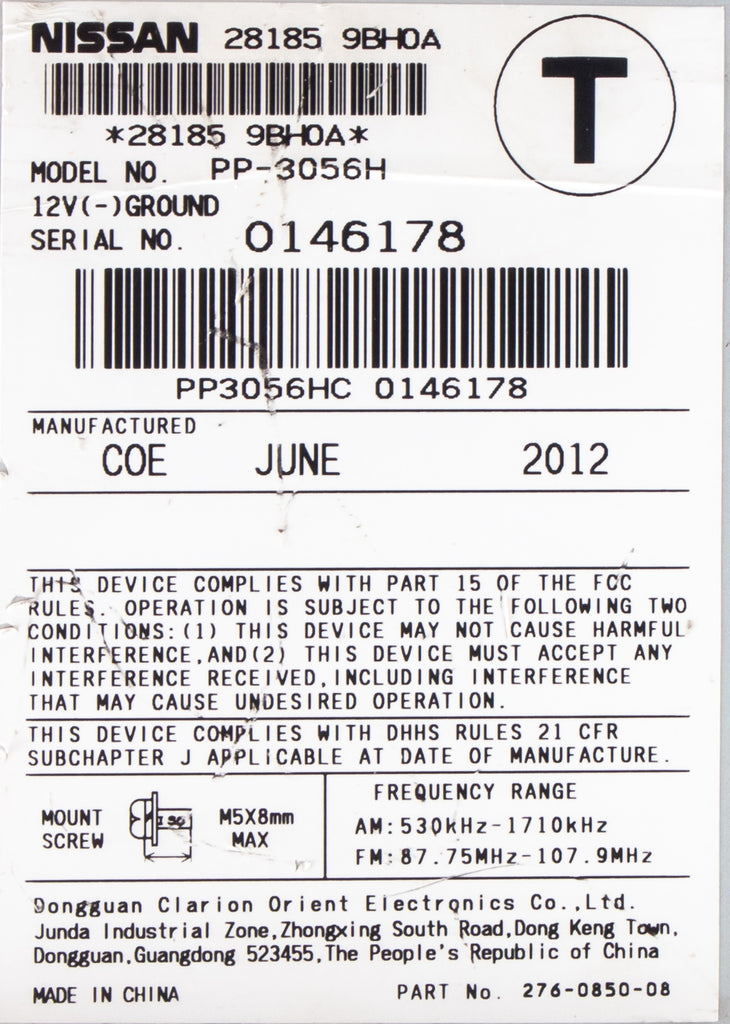 NISSAN 28185 9BH0A
T
*28185 9BH0A*
MODEL NO. PP-3056H
12V(-)GROUND
SERIAL NO. 0146178
PP3056HC 0146178
MANUFACTURED
COE JUNE 2012
THIS DEVICE COMPLIES WITH PART 15 OF THE FCC
RULES. OPERATION IS SUBJECT TO THE FOLLOWING TWO
CONDITIONS:(1) THIS DEVICE MAY NOT CAUSE HARMFUL
INTERFERENCE,AND(2) THIS DEVICE MUST ACCEPT ANY
INTERFERENCE RECEIVED,INCLUDING INTERFERENCE
THAT MAY CAUSE UNDESIRED OPERATION.
THIS DEVICE COMPLIES WITH DHHS RULES 21 CFR
SUBCHAPTER J APPLICABLE AT DATE OF MANUFACTURE.
MOUNT
SCREW
ISO
M5X8mm
MAX
FREQUENCY RANGE
AM:530kHz-1710kHz
FM:87.75MHz-107.9MHz
Dongguan Clarion Orient Electronics Co.,Ltd.
Junda Industrial Zone,Zhongxing South Road,Dong Keng Town,
Dongguan,Guangdong 523455,The People's Republic of China
MADE IN CHINA
PART No. 276-0850-08